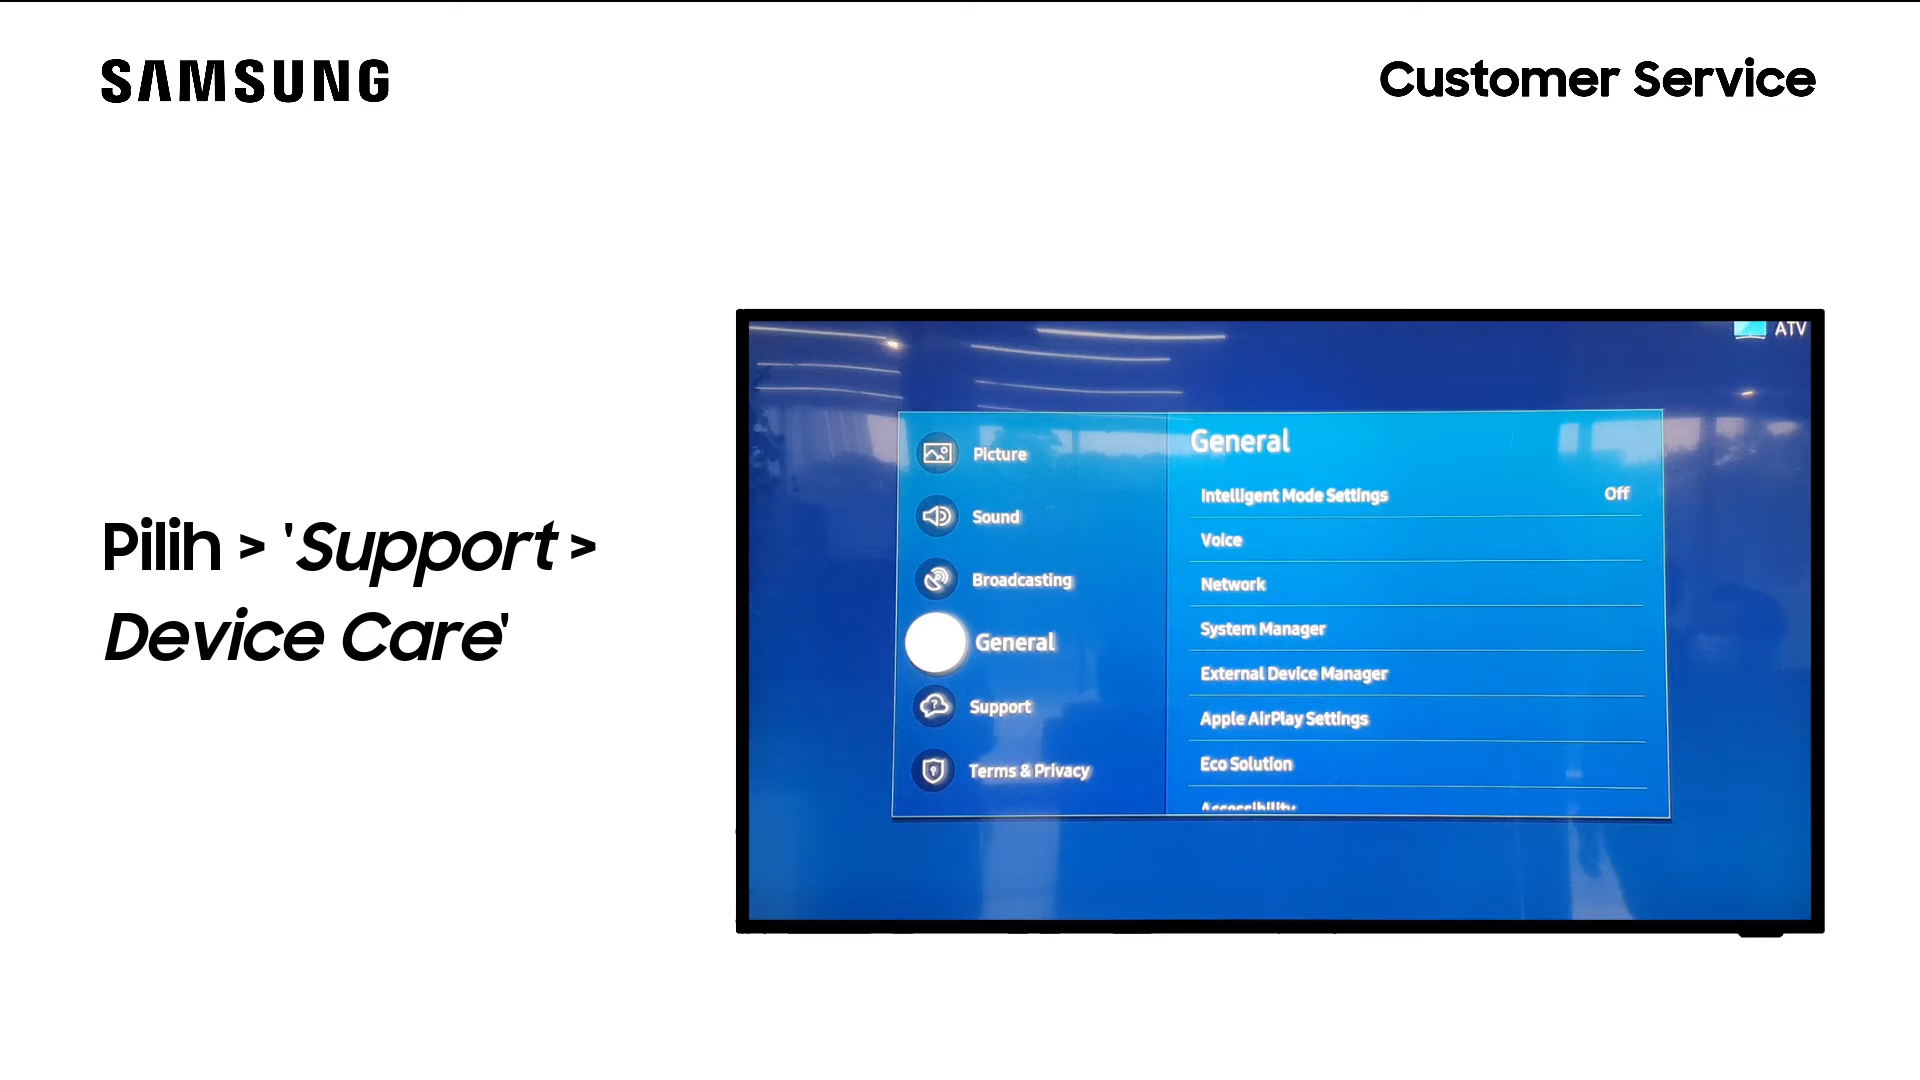 SAMSUNG
Customer Service
Pilih > 'Support >
Device Care'
ATV
Picture
Sound
Broadcasting
General
Support
Terms & Privacy
General
Intelligent Mode Settings Off
Voice
Network
System Manager
External Device Manager
Apple AirPlay Settings
Eco Solution
Accessibility